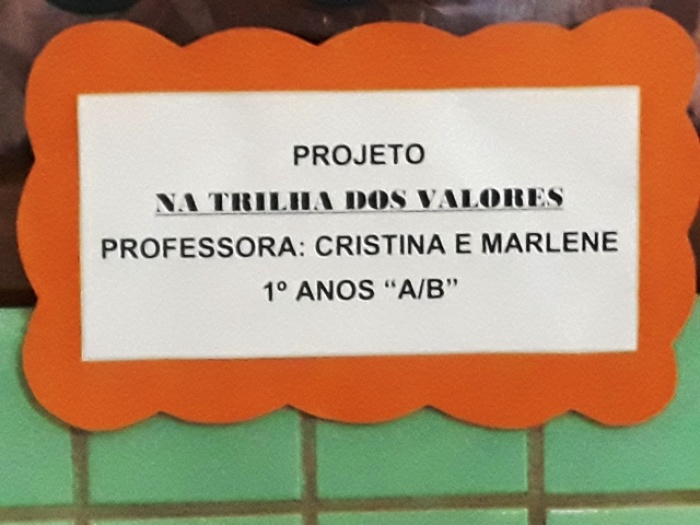 PROJETO
NA TRILHA DOS VALORES
PROFESSORA: CRISTINA E MARLENE
1º ANOS “A/B”